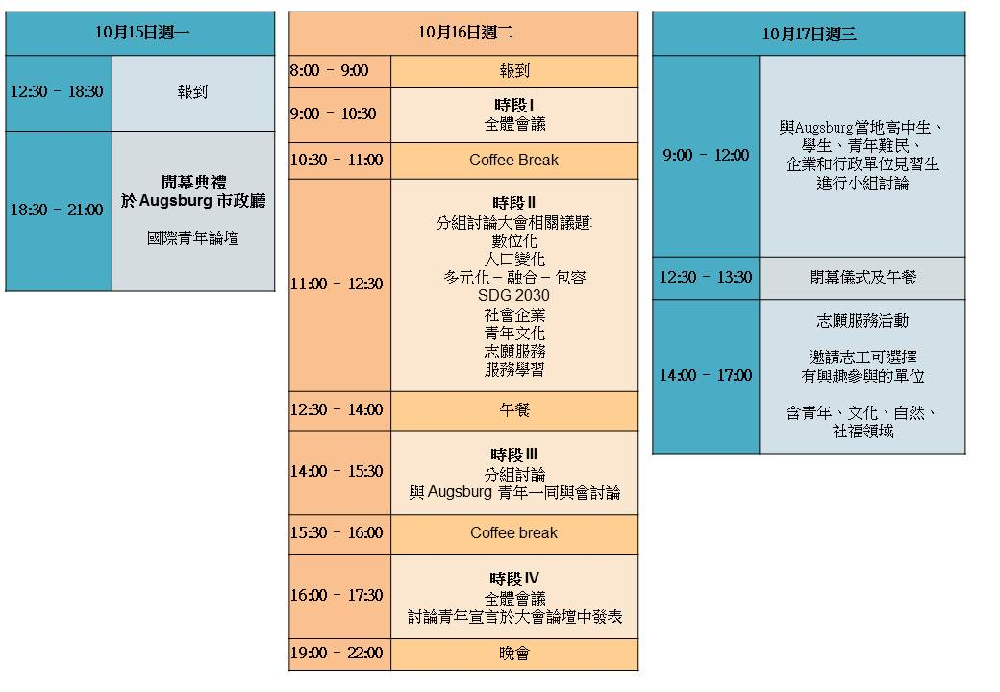 10月15日週一
12:30 - 18:30
報到
18:30 - 21:00
開幕典禮
於 Augsburg 市政廳
國際青年論壇
10月16日週二
8:00 - 9:00
報到
9:00 - 10:30
時段 I
全體會議
10:30 - 11:00
Coffee Break
11:00 - 12:30
時段 II
分組討論大會相關議題:
數位化
人口變化
多元化 – 融合 – 包容
SDG 2030
社會企業
青年文化
志願服務
服務學習
12:30 - 14:00
午餐
14:00 - 15:30
時段 III
分組討論
與 Augsburg 青年一同與會討論
15:30 - 16:00
Coffee break
16:00 - 17:30
時段 IV
全體會議
討論青年宣言於大會論壇中發表
19:00 - 22:00
晚會
10月17日週三
9:00 - 12:00
與Augsburg當地高中生、
學生、青年難民、
企業和行政單位見習生
進行小組討論
12:30 - 13:30
閉幕儀式及午餐
14:00 - 17:00
志願服務活動
邀請志工可選擇
有興趣參與的單位
含青年、文化、自然、
社福領域